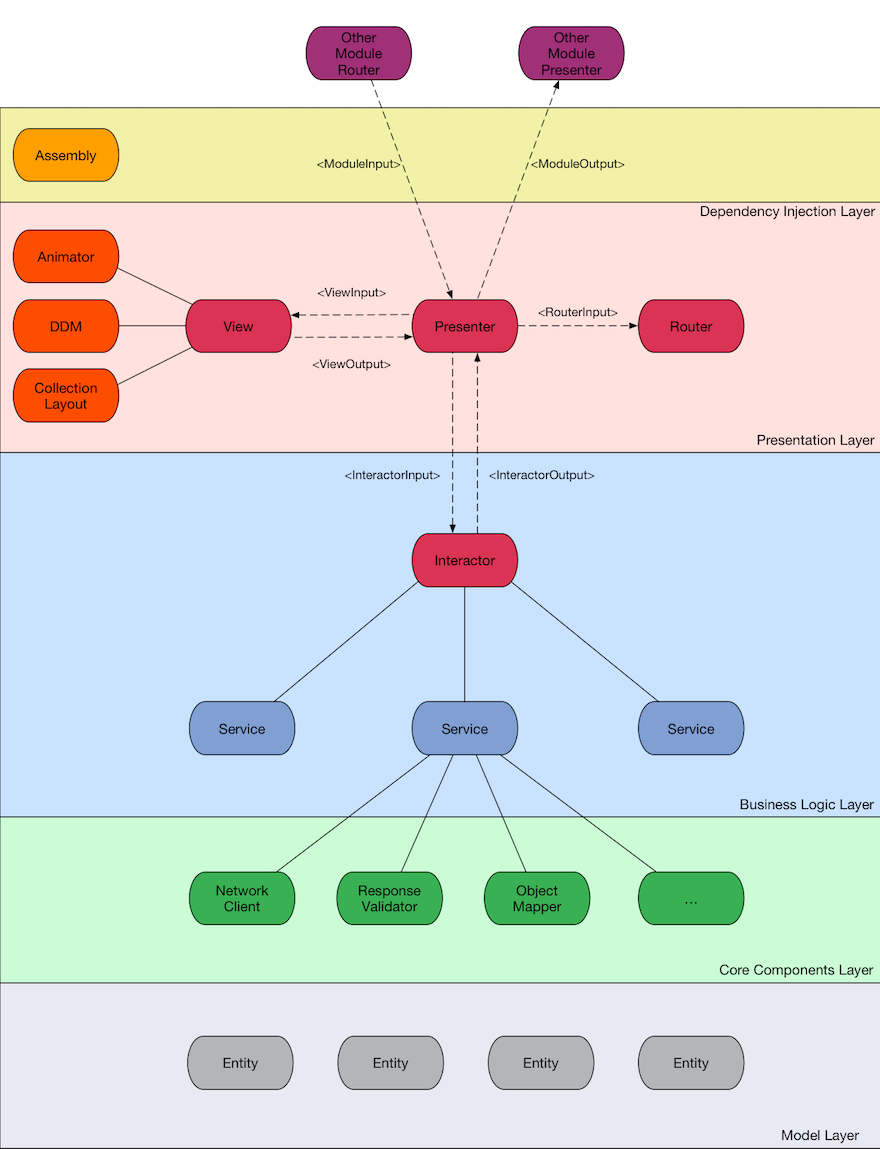 Other
Module
Router
Other
Module
Presenter
Assembly
<ModuleInput>
<ModuleOutput>
Dependency Injection Layer
Animator
DDM
Collection
Layout
View
<ViewInput>
<ViewOutput>
Presenter
<RouterInput>
Router
Presentation Layer
<InteractorInput>
<InteractorOutput>
Interactor
Service
Service
Service
Business Logic Layer
Network
Client
Response
Validator
Object
Mapper
...
Core Components Layer
Entity
Entity
Entity
Entity
Model Layer